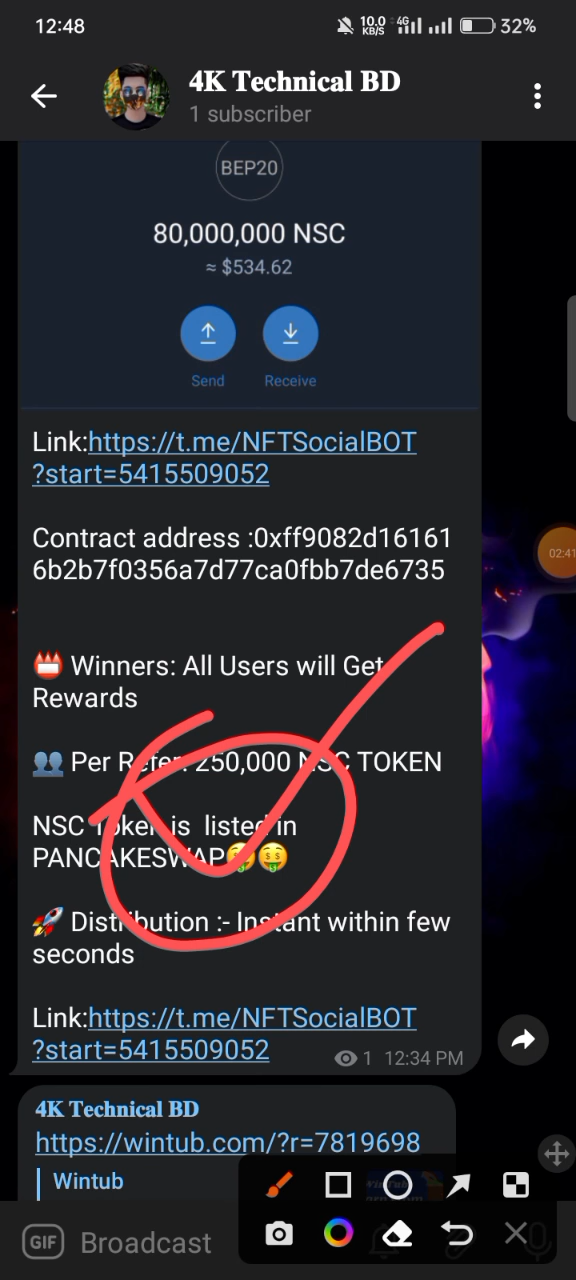 12:48
10.0 KB/S 4G 32%
4K Technical BD
1 subscriber
BEP20
80,000,000 NSC
≈ $534.62
Send Receive
Link:https://t.me/NFTSocialBOT
?start=5415509052
Contract address :0xff9082d16161
6b2b7f0356a7d77ca0fbb7de6735
02:41
📛 Winners: All Users will Get
Rewards
👥 Per Refer: 250,000 NSC TOKEN
NSC Token is listed in
PANCAKESWAP🤑🤑
🚀 Distribution :- Instant within few
seconds
Link:https://t.me/NFTSocialBOT
?start=5415509052
1 12:34 PM
4K Technical BD
https://wintub.com/?r=7819698
Wintub
GIF Broadcast